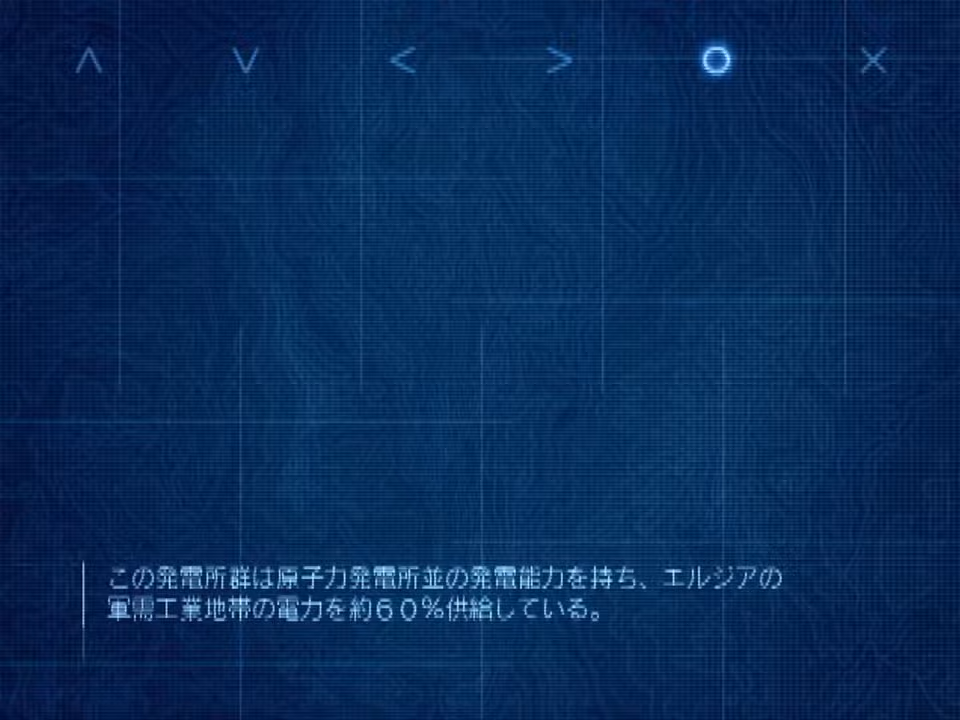 この発電所群は原子力発電所並の発電能力を持ち、エルジアの
軍需工業地帯の電力を約６０％供給している。